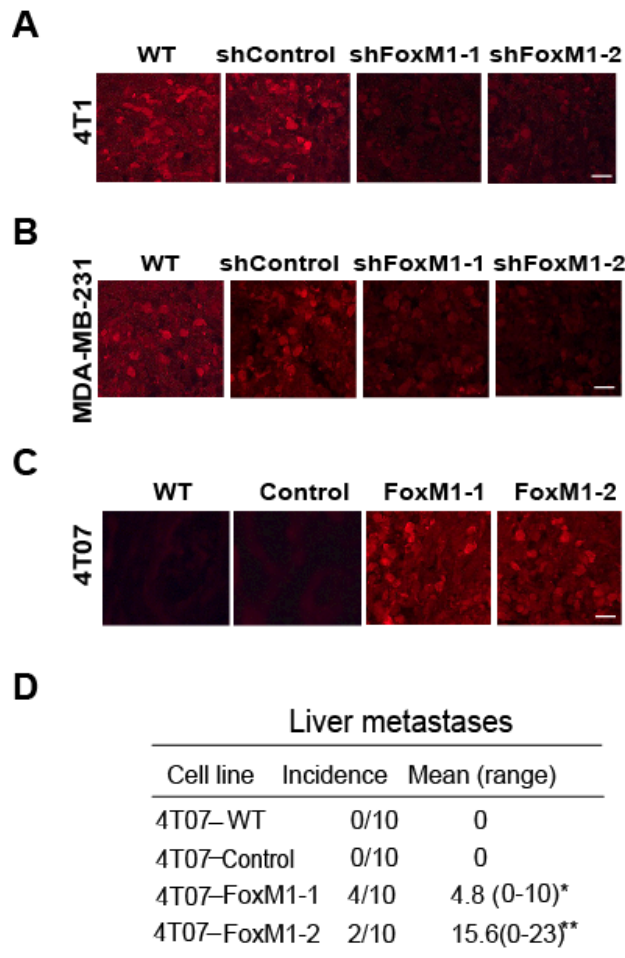 A
WT shControl shFoxM1-1 shFoxM1-2
4T1
B
WT shControl shFoxM1-1 shFoxM1-2
MDA-MB-231
C
WT Control FoxM1-1 FoxM1-2
4T07
D
Liver metastases
Cell line Incidence Mean (range)
4T07–WT 0/10 0
4T07–Control 0/10 0
4T07–FoxM1-1 4/10 4.8 (0-10)*
4T07–FoxM1-2 2/10 15.6(0-23)**